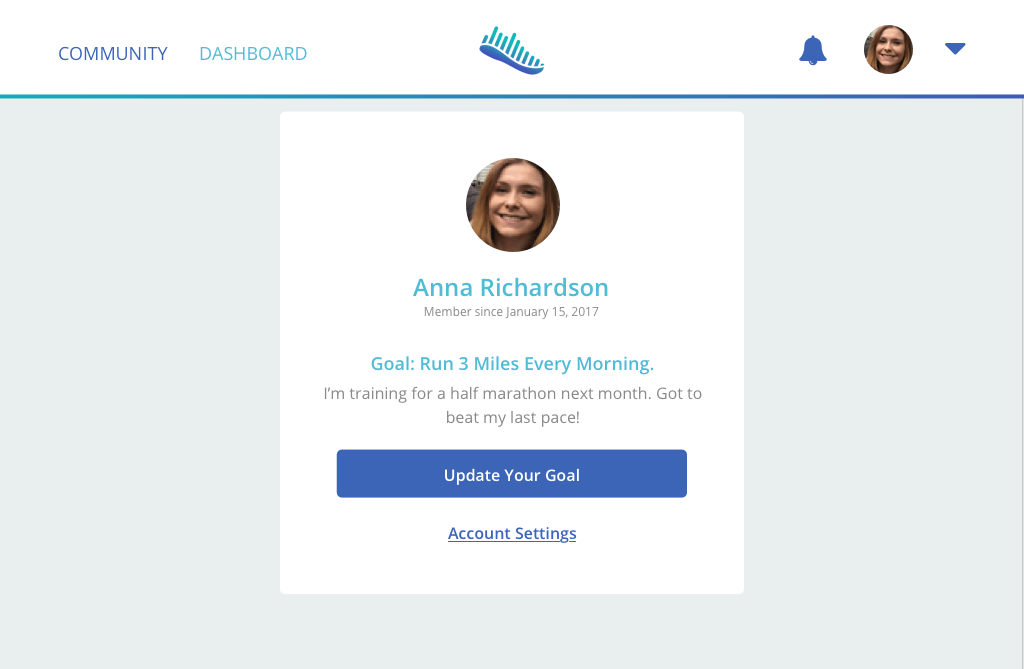 COMMUNITY DASHBOARD
Anna Richardson
Member since January 15, 2017
Goal: Run 3 Miles Every Morning.
I’m training for a half marathon next month. Got to
beat my last pace!
Update Your Goal
Account Settings